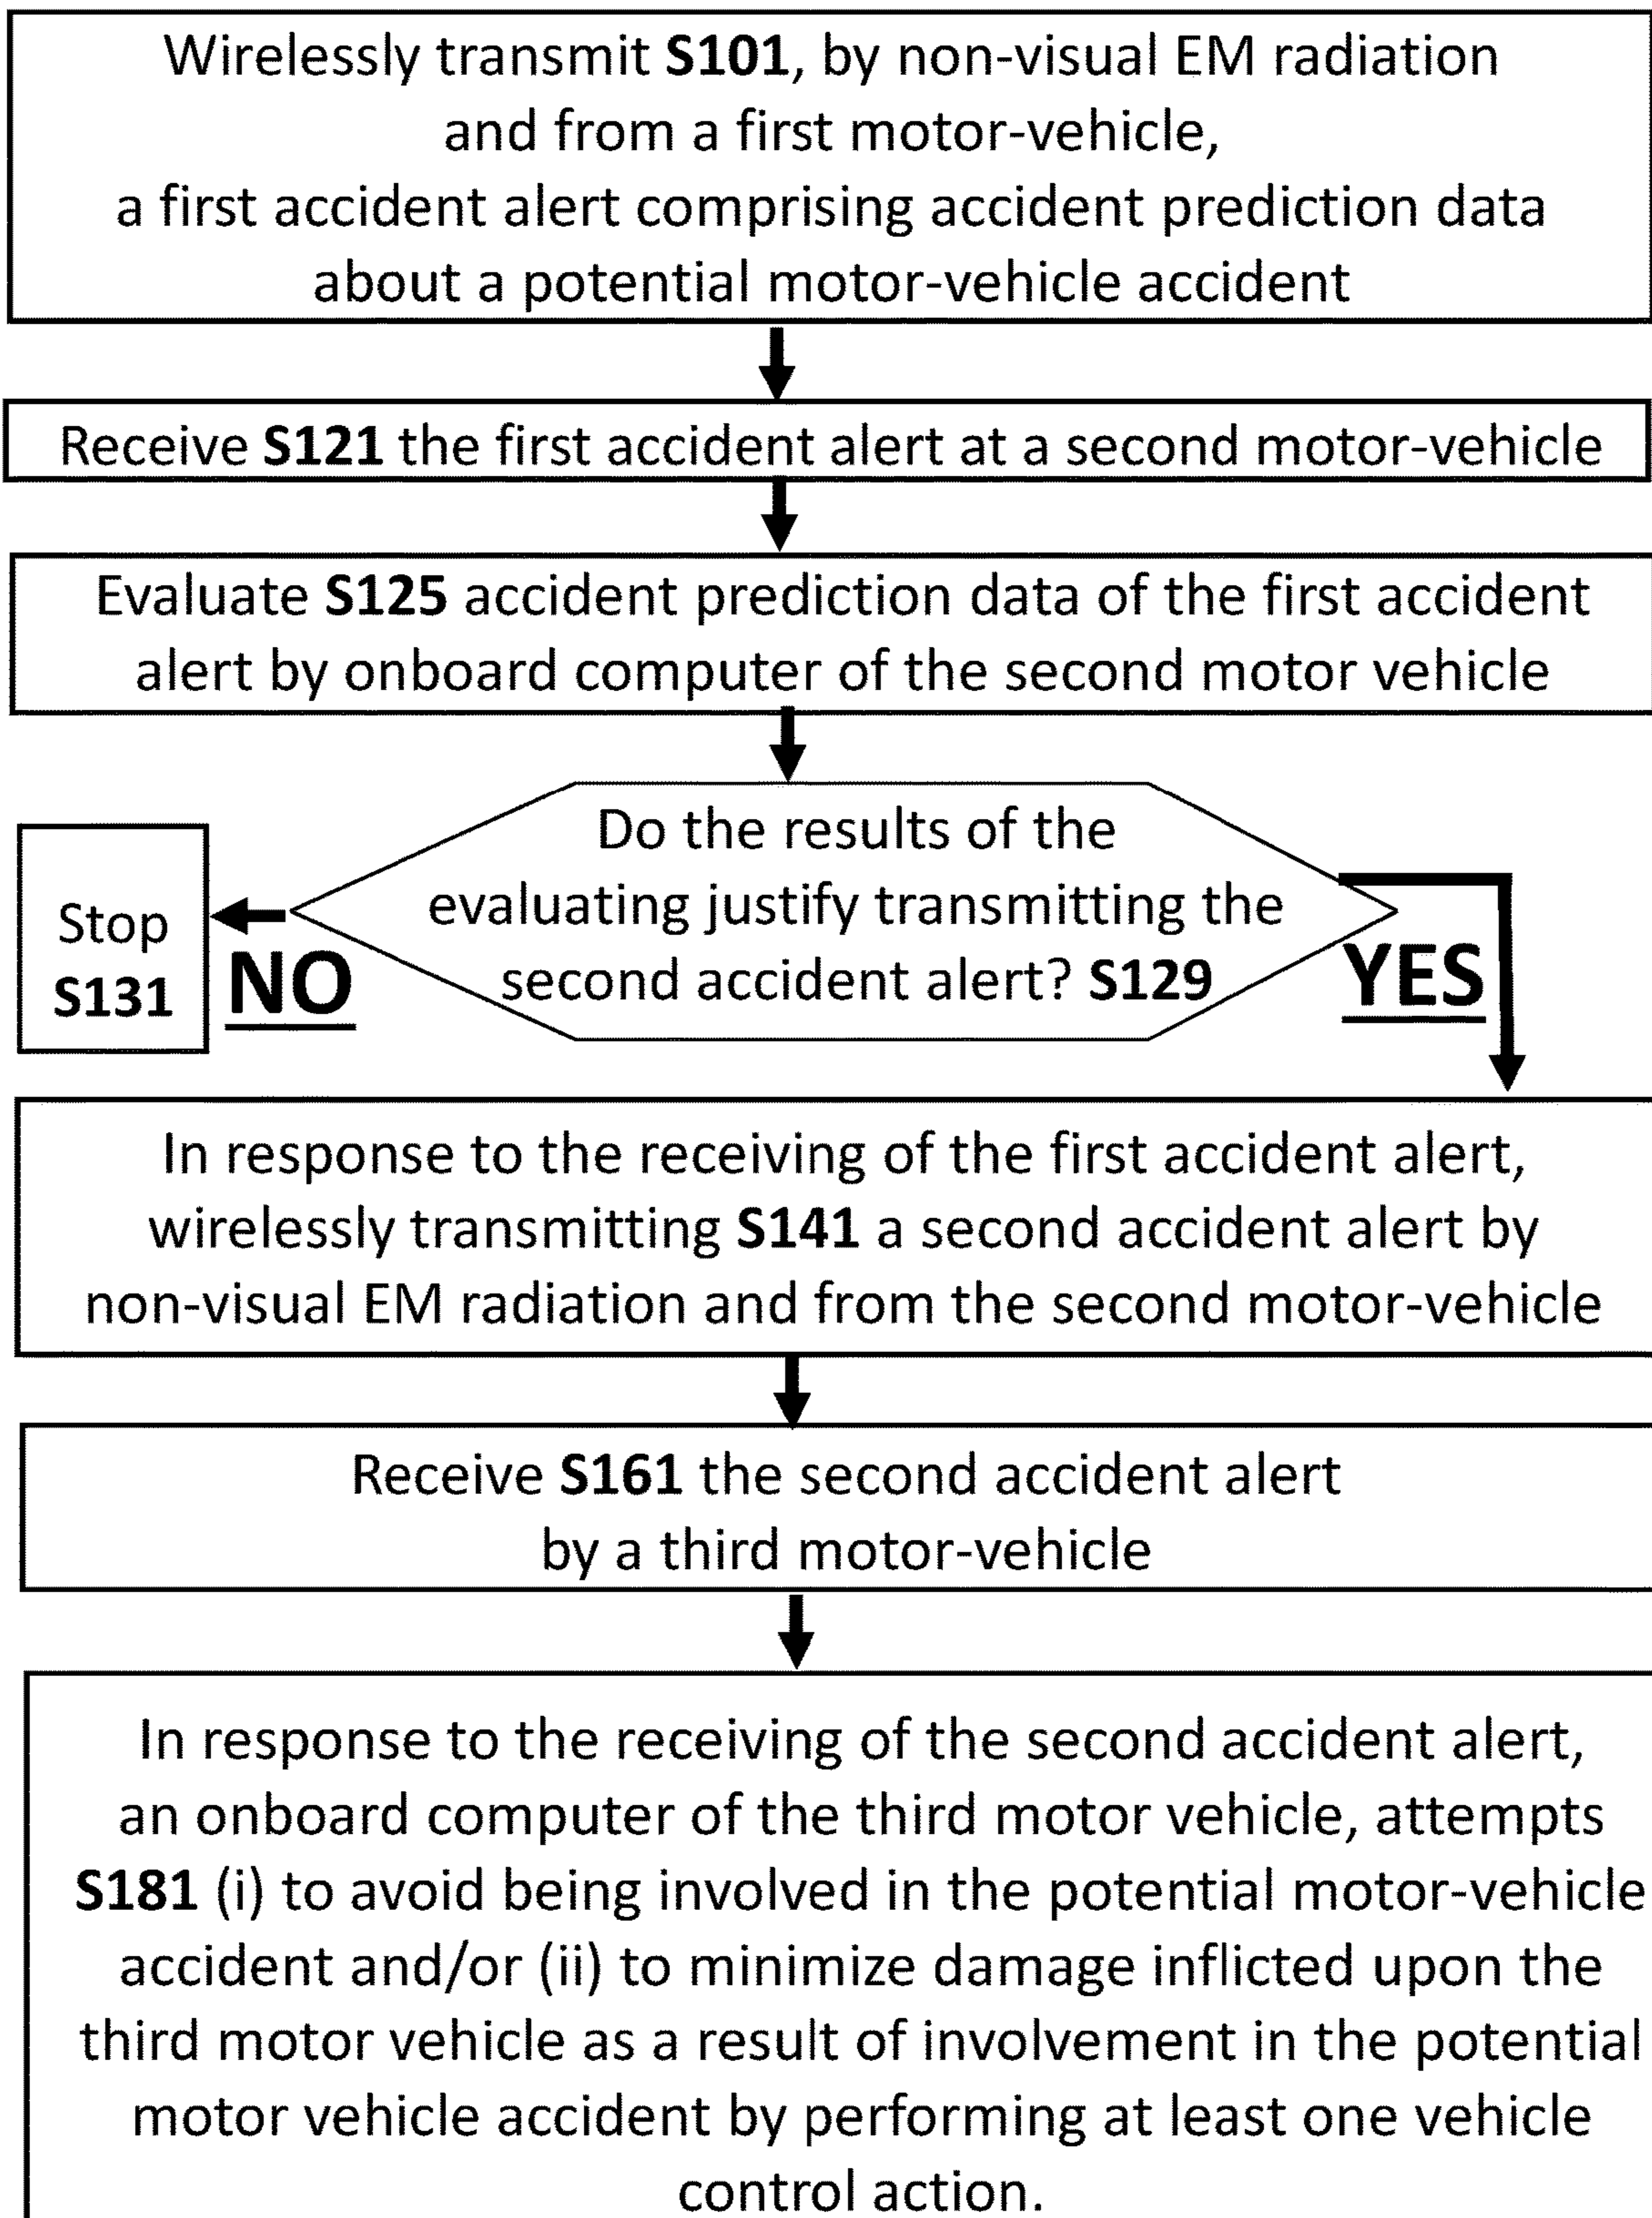 Wirelessly transmit S101, by non-visual EM radiation
and from a first motor-vehicle,
a first accident alert comprising accident prediction data
about a potential motor-vehicle accident
Receive S121 the first accident alert at a second motor-vehicle
Evaluate S125 accident prediction data of the first accident
alert by onboard computer of the second motor vehicle
Do the results of the
evaluating justify transmitting the
second accident alert? S129
Stop
S131
NO
YES
In response to the receiving of the first accident alert,
wirelessly transmitting S141 a second accident alert by
non-visual EM radiation and from the second motor-vehicle
Receive S161 the second accident alert
by a third motor-vehicle
In response to the receiving of the second accident alert,
an onboard computer of the third motor vehicle, attempts
S181 (i) to avoid being involved in the potential motor-vehicle
accident and/or (ii) to minimize damage inflicted upon the
third motor vehicle as a result of involvement in the potential
motor vehicle accident by performing at least one vehicle
control action.